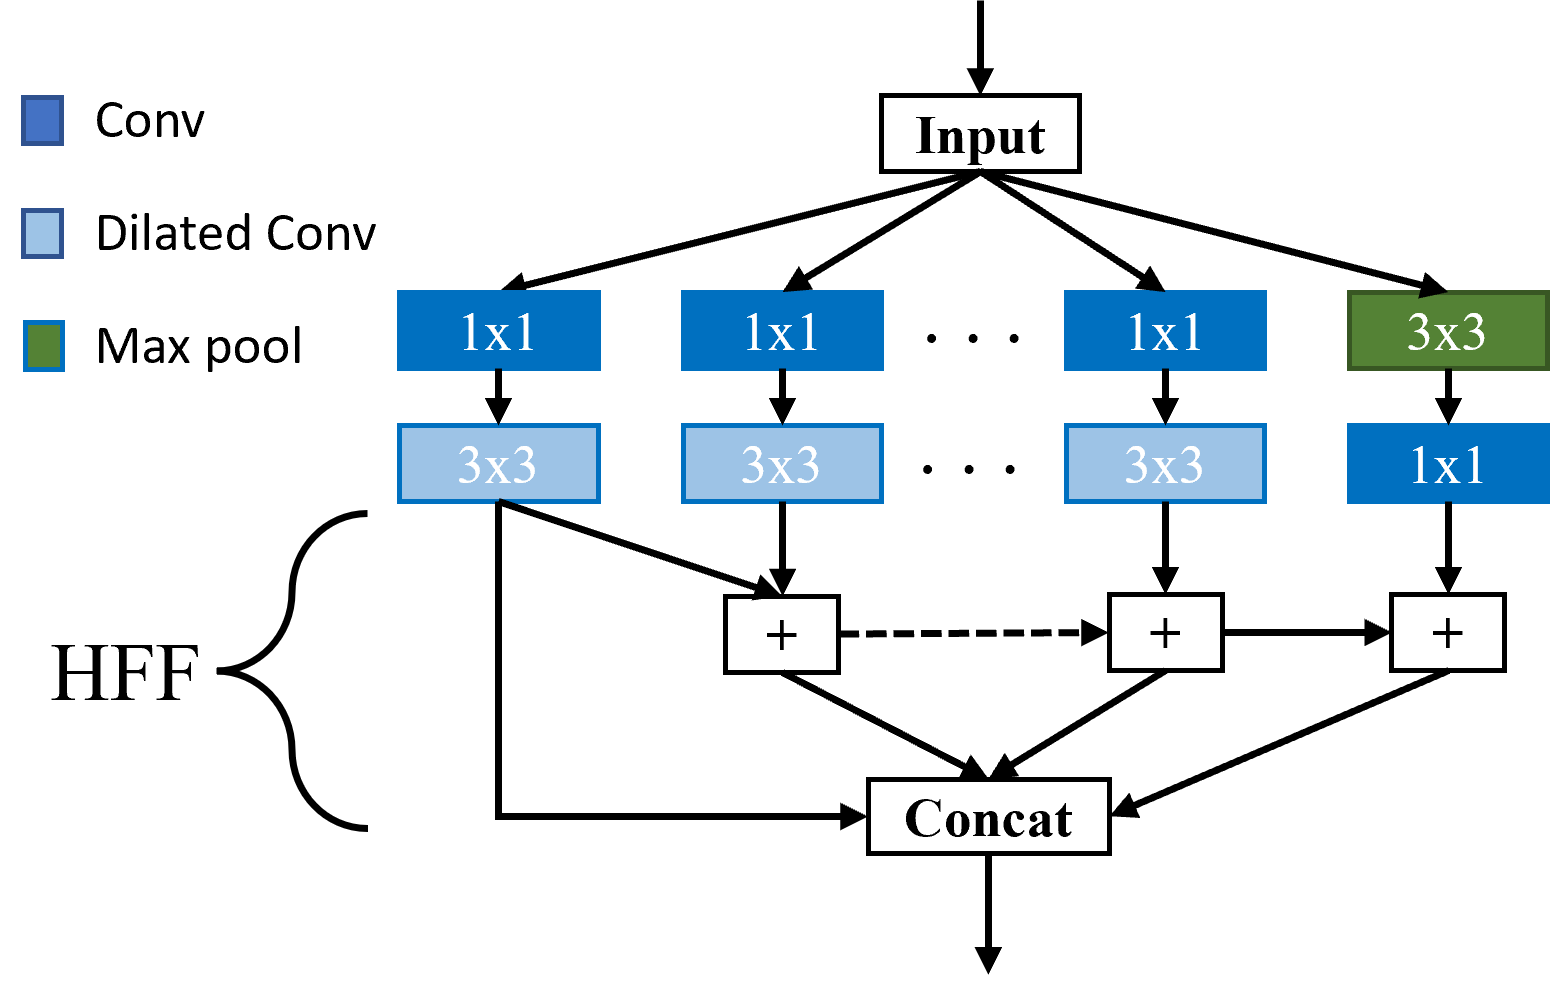 Input
Conv
Dilated Conv
Max pool
1x1 1x1 . . . 1x1 3x3
3x3 3x3 . . . 3x3 1x1
+ + +
HFF
Concat